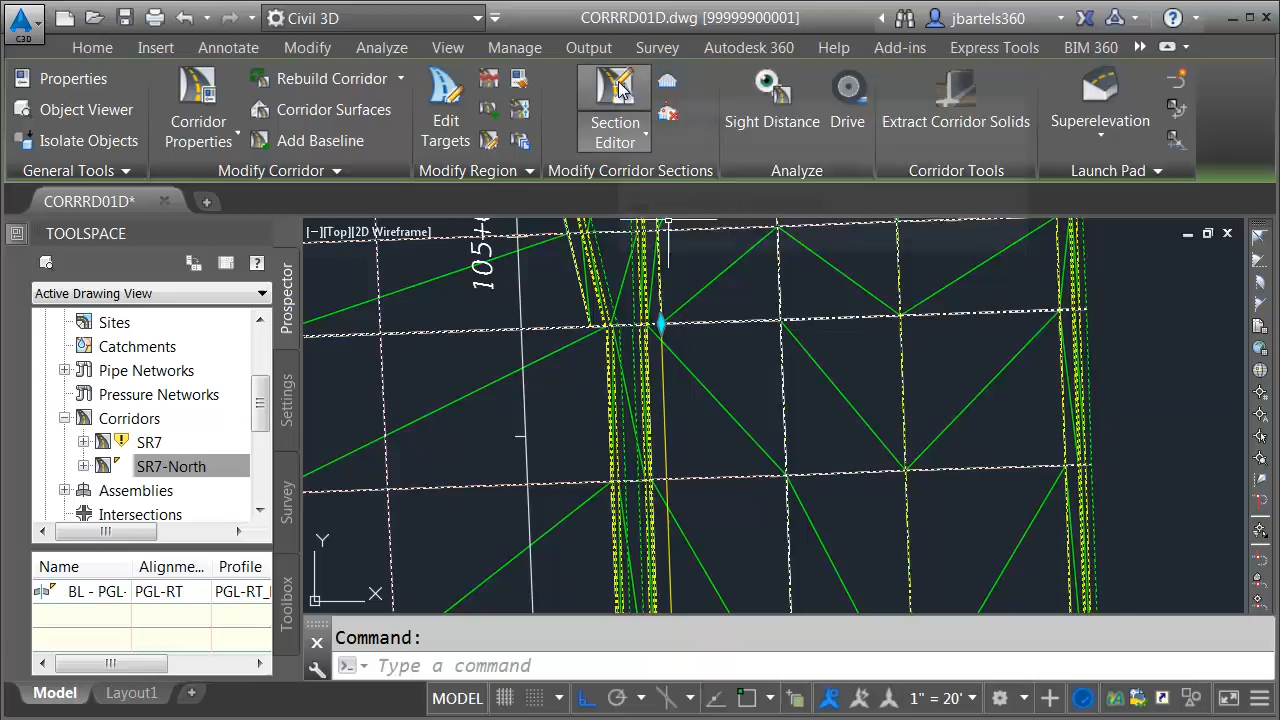 Civil 3D
CORRRD01D.dwg [99999900001]
jbartels360
C3D
Home Insert Annotate Modify Analyze View Manage Output Survey Autodesk 360 Help Add-ins Express Tools BIM 360
Properties
Object Viewer
Isolate Objects
General Tools
Corridor
Properties
Rebuild Corridor
Corridor Surfaces
Add Baseline
Modify Corridor
Edit
Targets
Modify Region
Section
Editor
Modify Corridor Sections
Sight Distance
Drive
Analyze
Extract Corridor Solids
Corridor Tools
Superelevation
Launch Pad
CORRRD01D*
TOOLSPACE
Active Drawing View
Sites
Catchments
Pipe Networks
Pressure Networks
Corridors
SR7
SR7-North
Assemblies
Intersections
Prospector
Settings
Survey
Toolbox
Name Alignme... Profile
BL - PGL- PGL-RT PGL-RT_
[−][Top][2D Wireframe]
105+
Y
X
Command:
Type a command
Model Layout1
MODEL
1" = 20'